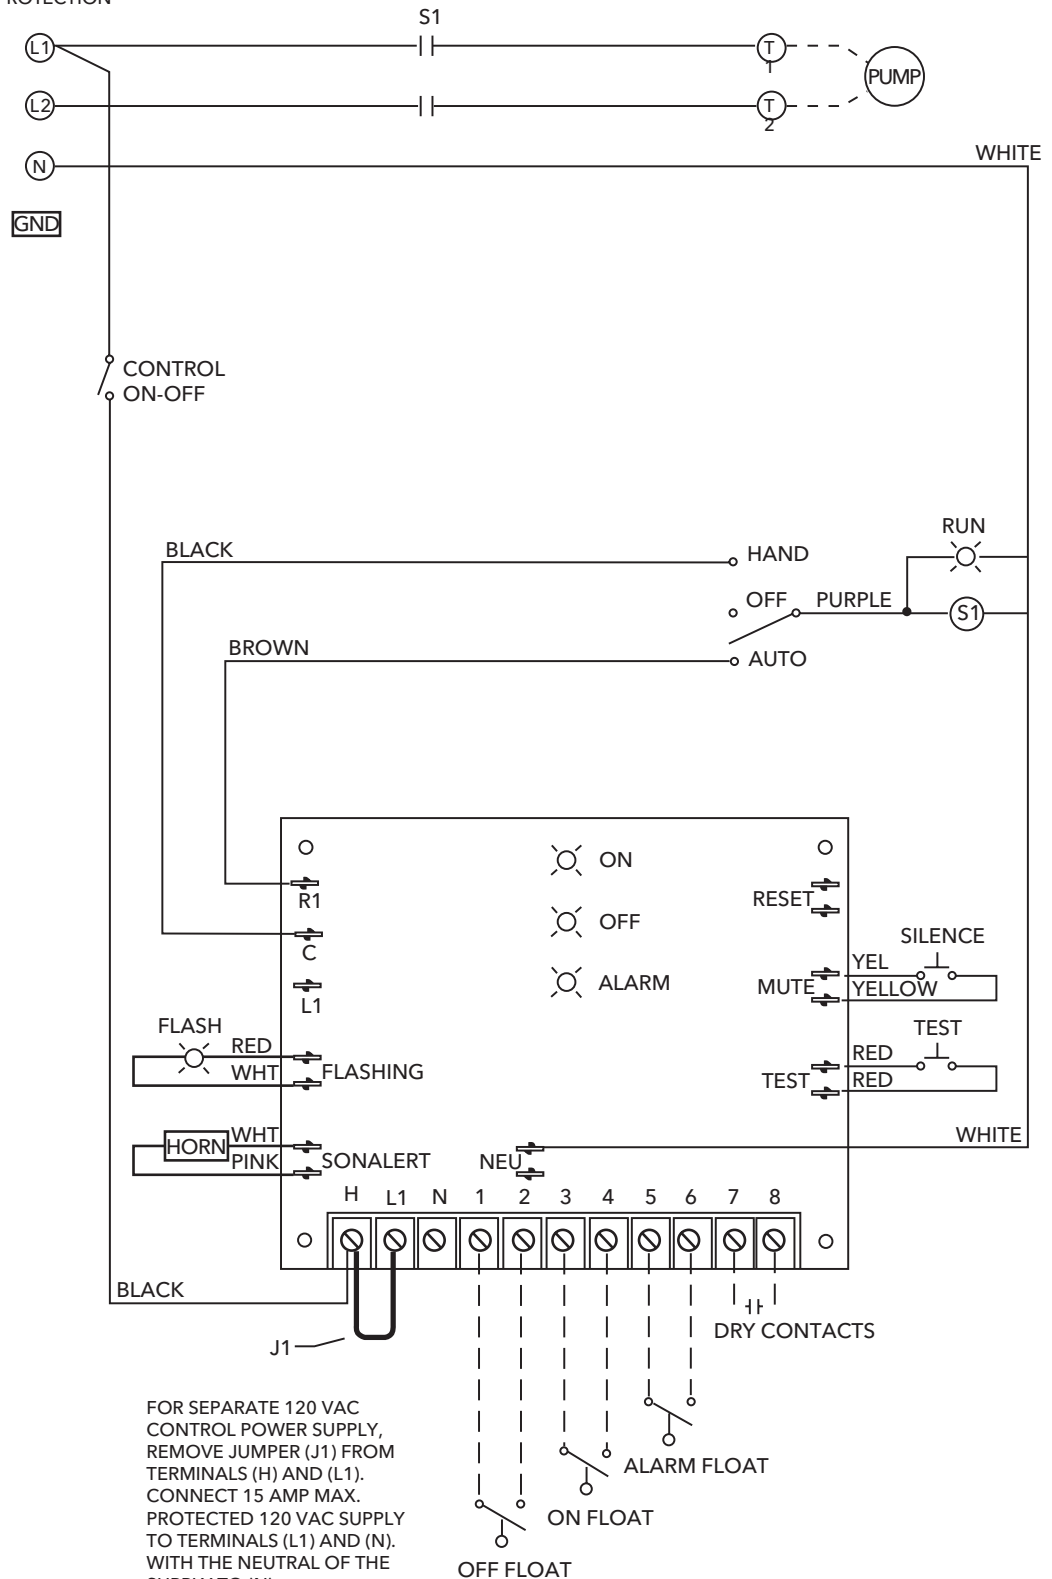 S1
L1
T
1
PUMP
L2
T
2
N
WHITE
GND
CONTROL
ON-OFF
RUN
BLACK
HAND
OFF
PURPLE
S1
BROWN
AUTO
ON
R1
RESET
OFF
SILENCE
C
YEL
ALARM
MUTE
YELLOW
L1
FLASH
TEST
RED
RED
WHT
FLASHING
TEST
RED
WHT
WHITE
HORN
PINK
SONALERT
NEU
H L1 N 1 2 3 4 5 6 7 8
BLACK
DRY CONTACTS
J1
FOR SEPARATE 120 VAC
CONTROL POWER SUPPLY,
REMOVE JUMPER (J1) FROM
TERMINALS (H) AND (L1).
CONNECT 15 AMP MAX.
PROTECTED 120 VAC SUPPLY
TO TERMINALS (L1) AND (N).
WITH THE NEUTRAL OF THE
ALARM FLOAT
ON FLOAT
OFF FLOAT